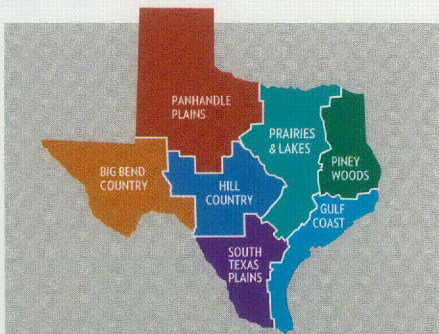 PANHANDLE
PLAINS
PRAIRIES
& LAKES
PINEY
WOODS
BIG BEND
COUNTRY
HILL
COUNTRY
GULF
COAST
SOUTH
TEXAS
PLAINS